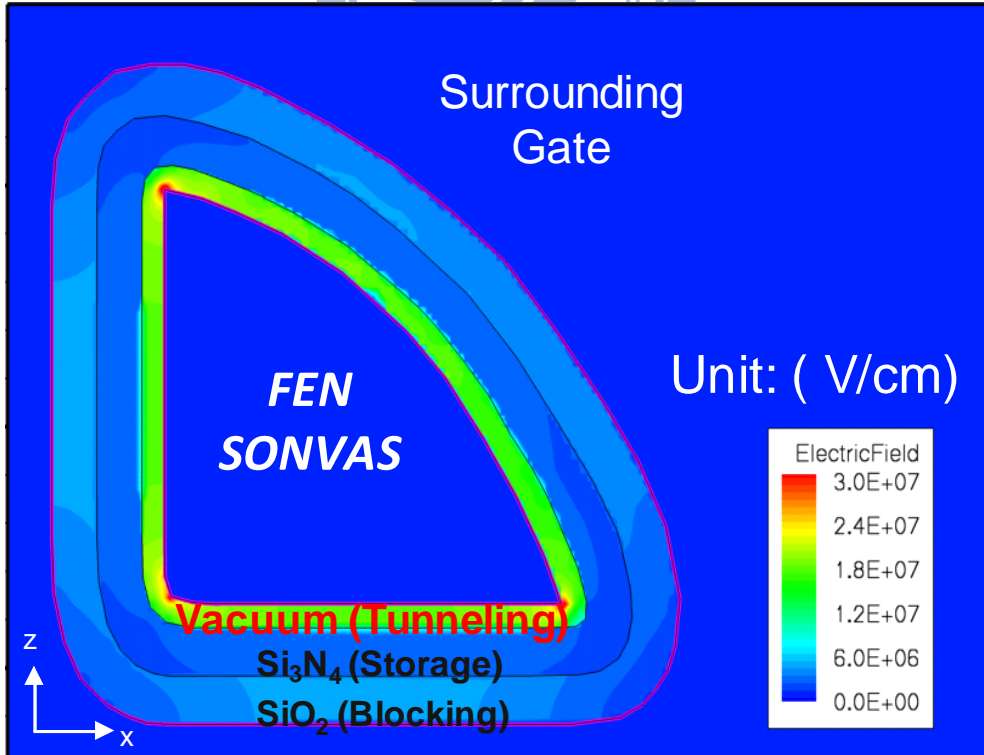 Surrounding
Gate
Unit: ( V/cm)
FEN
SONVAS
ElectricField
3.0E+07
2.4E+07
1.8E+07
1.2E+07
6.0E+06
0.0E+00
Vacuum (Tunneling)
Si₃N₄ (Storage)
SiO₂ (Blocking)
z
x